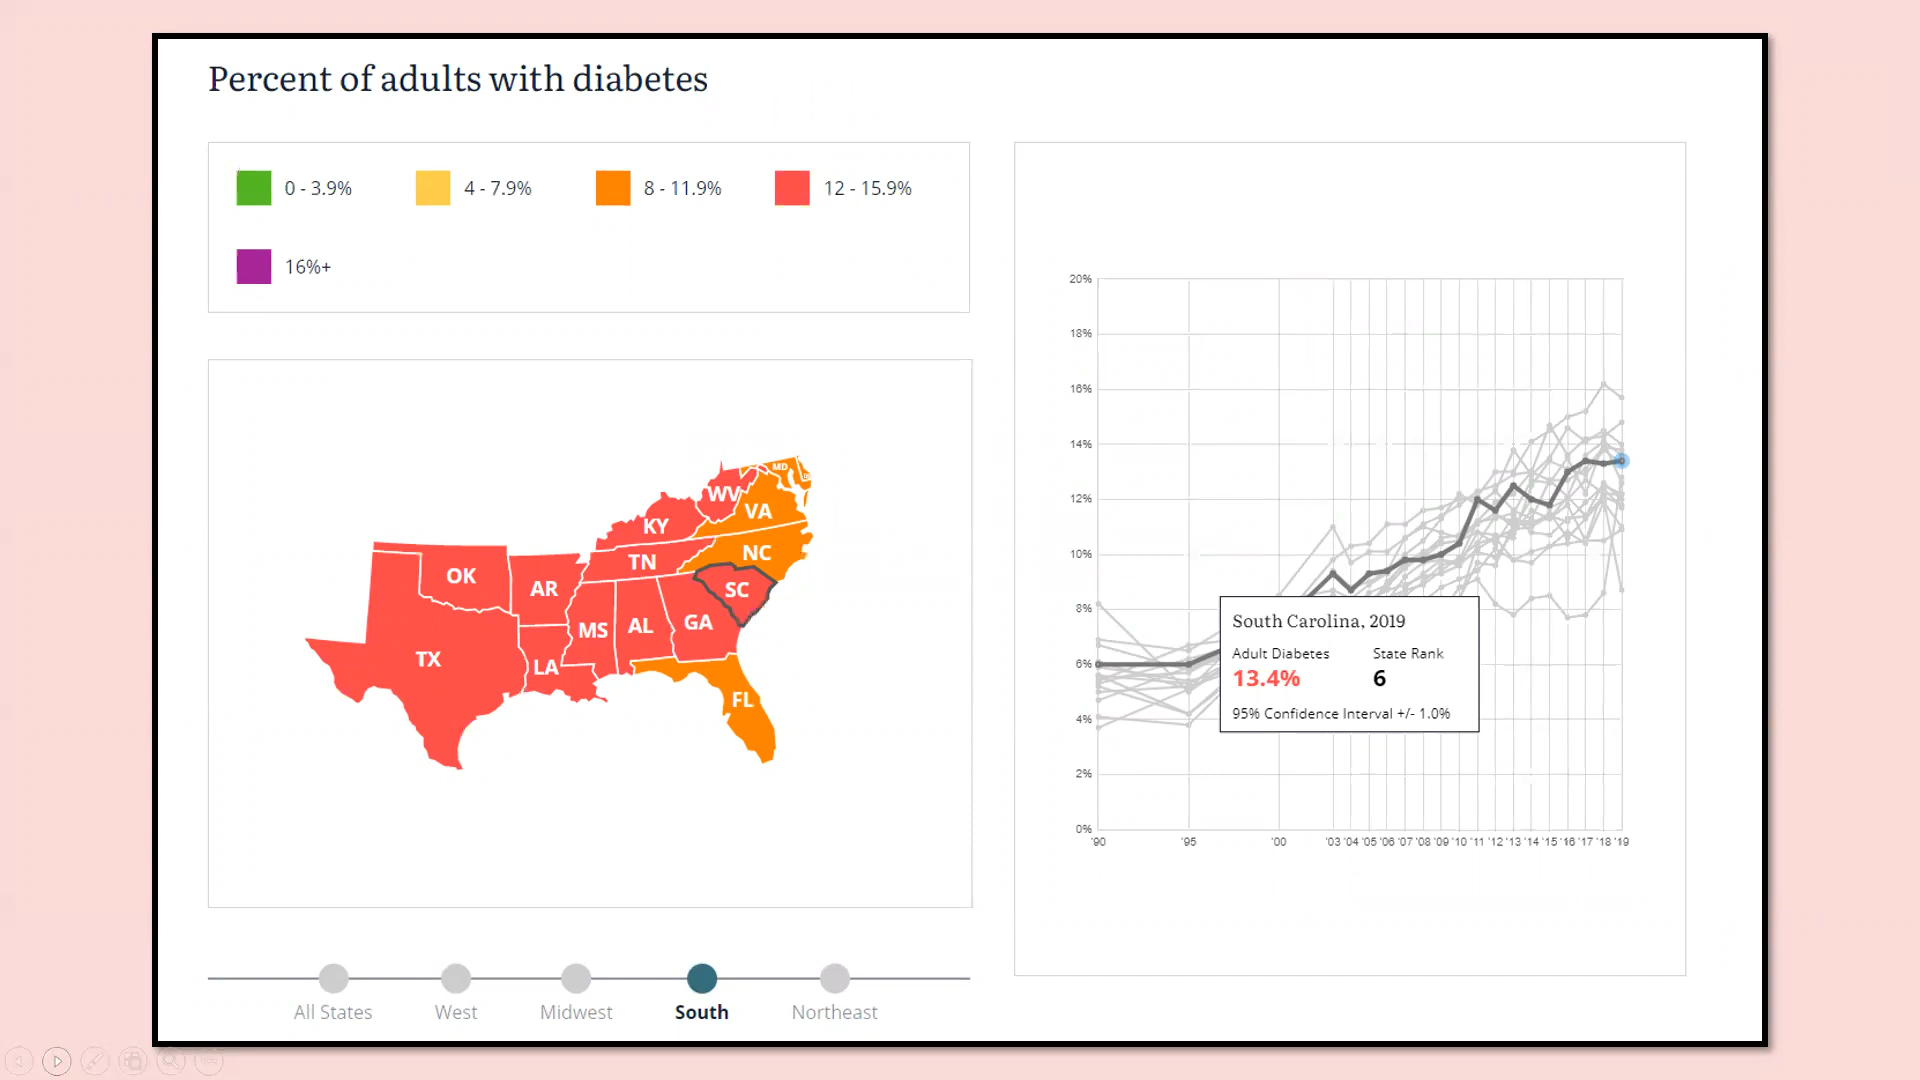 Percent of adults with diabetes
0 - 3.9%
4 - 7.9%
8 - 11.9%
12 - 15.9%
16%+
MD
WV
VA
KY
NC
TN
OK
AR
SC
MS
AL
GA
TX
LA
FL
All States
West
Midwest
South
Northeast
20%
18%
16%
14%
12%
10%
8%
6%
4%
2%
0%
South Carolina, 2019
Adult Diabetes State Rank
13.4% 6
95% Confidence Interval +/- 1.0%
'90 '95 '00 '03 '04 '05 '06 '07 '08 '09 '10 '11 '12 '13 '14 '15 '16 '17 '18 '19